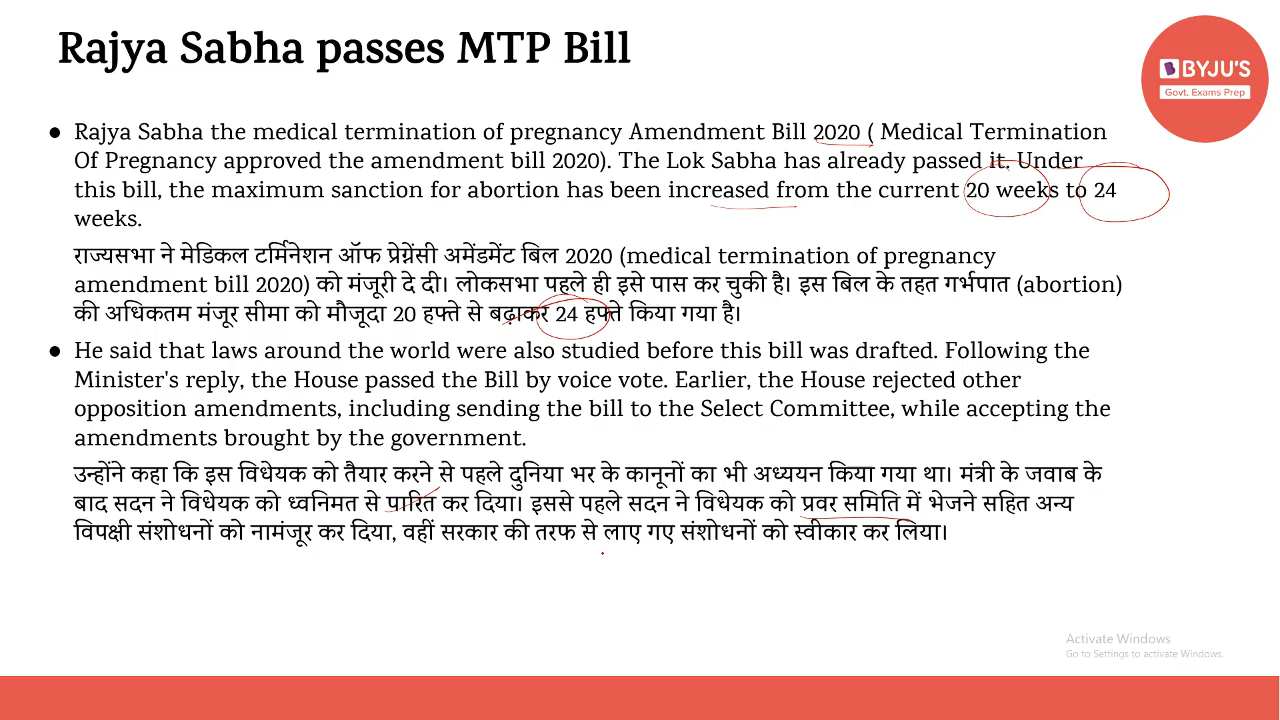 Rajya Sabha passes MTP Bill
BYJU'S
Govt. Exams Prep
● Rajya Sabha the medical termination of pregnancy Amendment Bill 2020 ( Medical Termination
Of Pregnancy approved the amendment bill 2020). The Lok Sabha has already passed it. Under
this bill, the maximum sanction for abortion has been increased from the current 20 weeks to 24
weeks.
राज्यसभा ने मेडिकल टर्मिनेशन ऑफ प्रेग्रेंसी अमेंडमेंट बिल 2020 (medical termination of pregnancy
amendment bill 2020) को मंजूरी दे दी। लोकसभा पहले ही इसे पास कर चुकी है। इस बिल के तहत गर्भपात (abortion)
की अधिकतम मंजूर सीमा को मौजूदा 20 हफ्ते से बढ़ाकर 24 हफ्ते किया गया है।
● He said that laws around the world were also studied before this bill was drafted. Following the
Minister's reply, the House passed the Bill by voice vote. Earlier, the House rejected other
opposition amendments, including sending the bill to the Select Committee, while accepting the
amendments brought by the government.
उन्होंने कहा कि इस विधेयक को तैयार करने से पहले दुनिया भर के कानूनों का भी अध्ययन किया गया था। मंत्री के जवाब के
बाद सदन ने विधेयक को ध्वनिमत से पारित कर दिया। इससे पहले सदन ने विधेयक को प्रवर समिति में भेजने सहित अन्य
विपक्षी संशोधनों को नामंजूर कर दिया, वहीं सरकार की तरफ से लाए गए संशोधनों को स्वीकार कर लिया।
Activate Windows
Go to Settings to activate Windows.